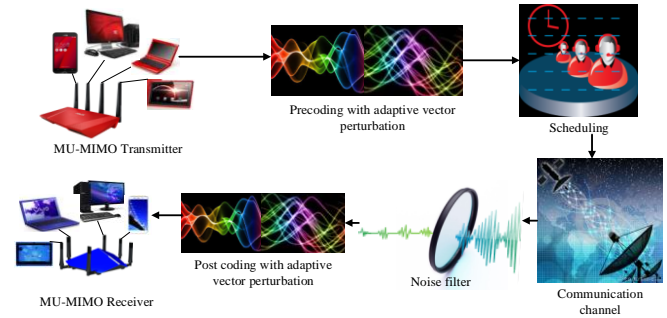 MU-MIMO Transmitter
Precoding with adaptive vector
perturbation
Scheduling
MU-MIMO Receiver
Post coding with adaptive
vector perturbation
Noise filter
Communication
channel